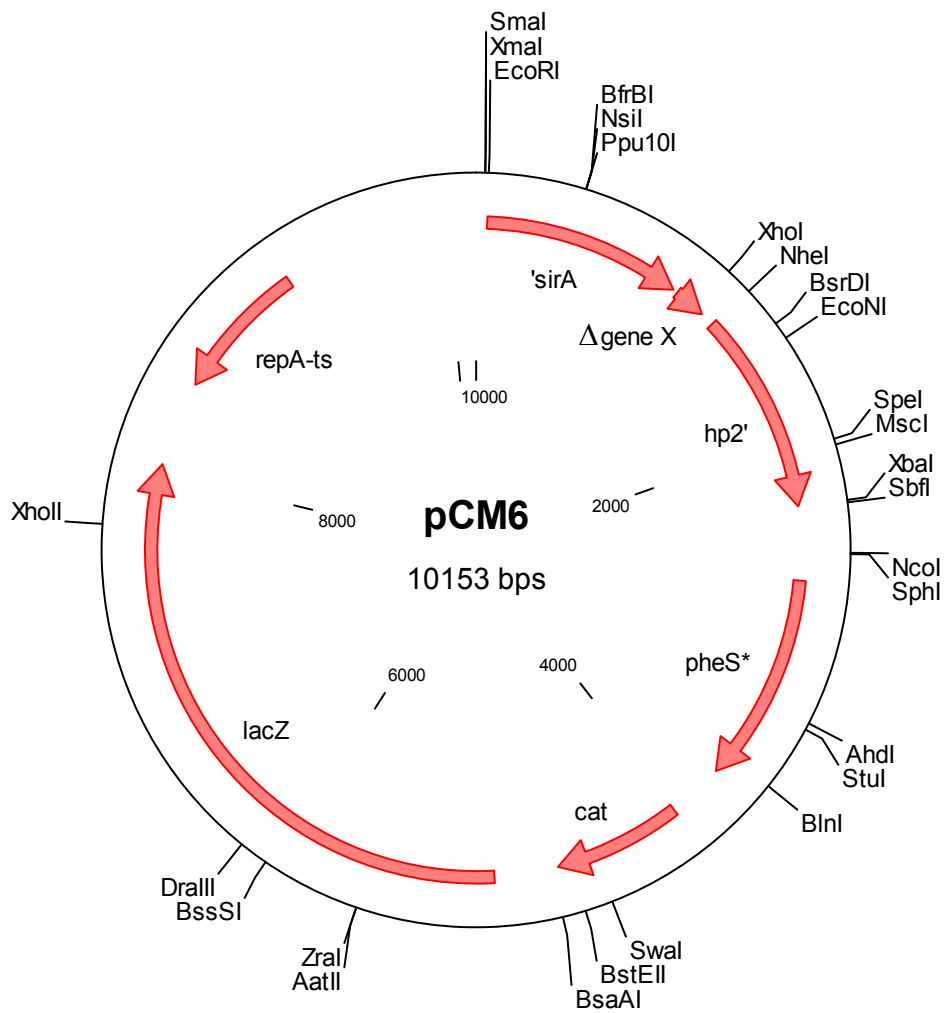 SmaI
XmaI
EcoRI
BfrBI
NsiI
Ppu10I
XhoI
NheI
BsrDI
EcoNI
'sirA
Δgene X
repA-ts
10000
hp2'
SpeI
MscI
XbaI
SbfI
XhoII
8000
pCM6
2000
10153 bps
NcoI
SphI
pheS*
6000
4000
lacZ
AhdI
StuI
BlnI
cat
DraIII
BssSI
ZraI
AatII
SwaI
BstEII
BsaAI